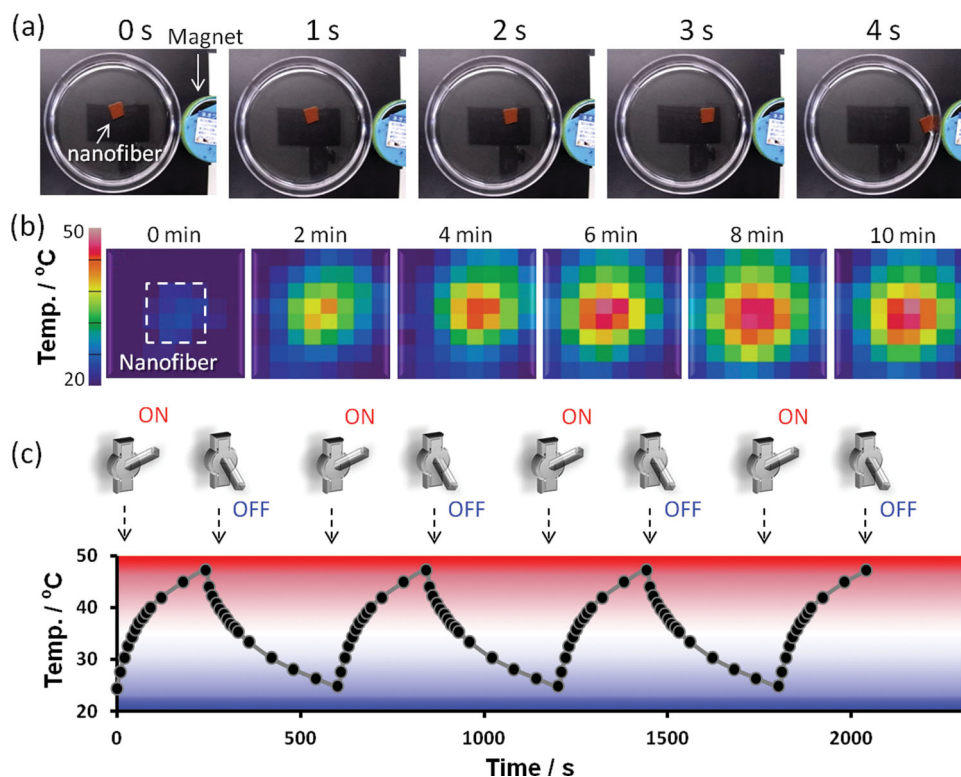 (a)
0 s
1 s
2 s
3 s
4 s
Magnet
nanofiber
(b)
0 min
2 min
4 min
6 min
8 min
10 min
50
Temp. / °C
20
Nanofiber
ON
ON
ON
ON
(c)
OFF
OFF
OFF
OFF
50
40
30
20
Temp. / °C
0
500
1000
1500
2000
Time / s